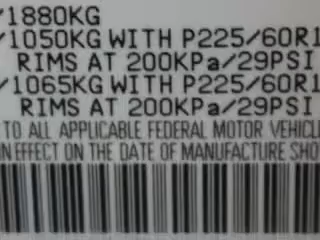 /1880KG
/1050KG WITH P225/60R1
RIMS AT 200KPa/29PSI
/1065KG WITH P225/60R1
RIMS AT 200KPa/29PSI
TO ALL APPLICABLE FEDERAL MOTOR VEHICL
IN EFFECT ON THE DATE OF MANUFACTURE SHO